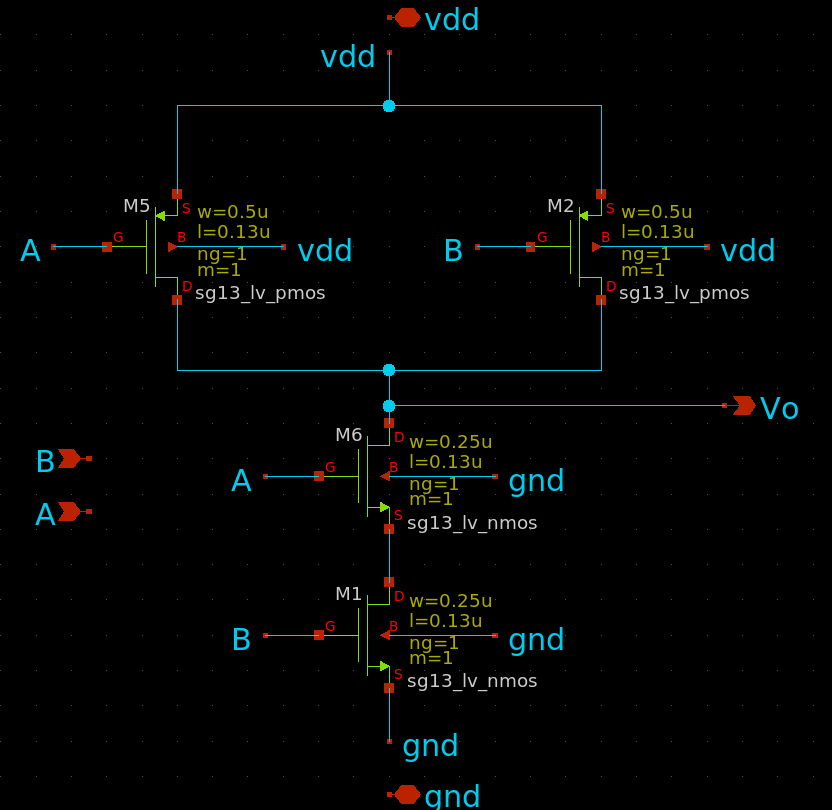 vdd
vdd
M5
S
w=0.5u
l=0.13u
A
G
B
ng=1
m=1
vdd
D
sg13_lv_pmos
M2
S
w=0.5u
l=0.13u
B
G
B
ng=1
m=1
vdd
D
sg13_lv_pmos
Vo
M6
D
w=0.25u
l=0.13u
A
G
B
ng=1
m=1
gnd
S
sg13_lv_nmos
B
A
M1
D
w=0.25u
l=0.13u
B
G
B
ng=1
m=1
gnd
S
sg13_lv_nmos
gnd
gnd